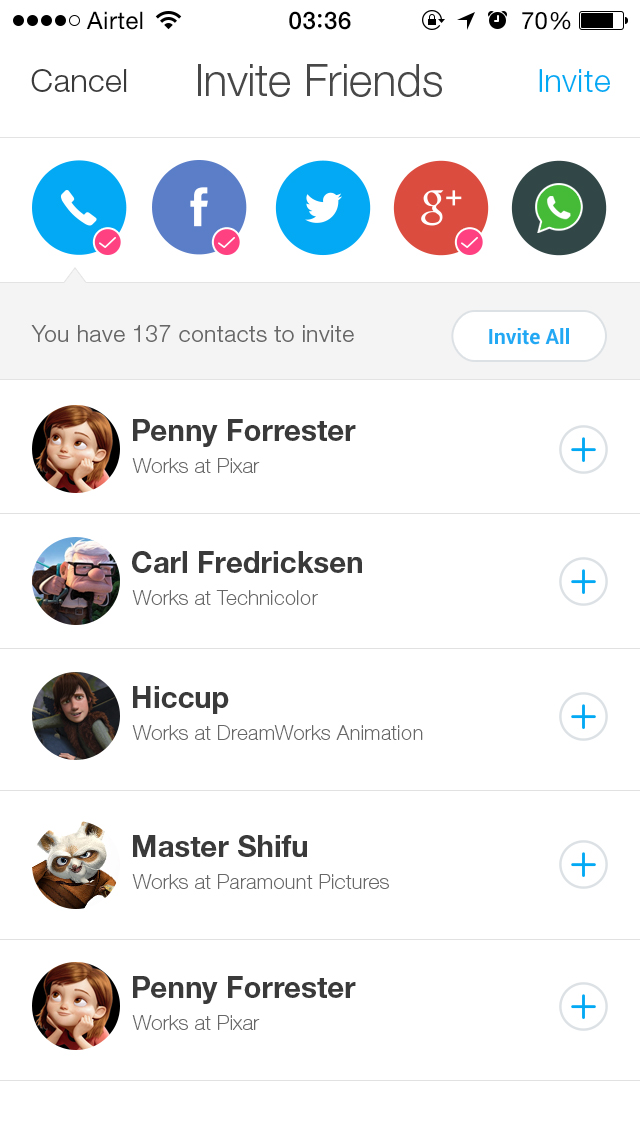 Airtel 03:36 70%
Cancel Invite Friends Invite
f g+
You have 137 contacts to invite Invite All
Penny Forrester
Works at Pixar
Carl Fredricksen
Works at Technicolor
Hiccup
Works at DreamWorks Animation
Master Shifu
Works at Paramount Pictures
Penny Forrester
Works at Pixar